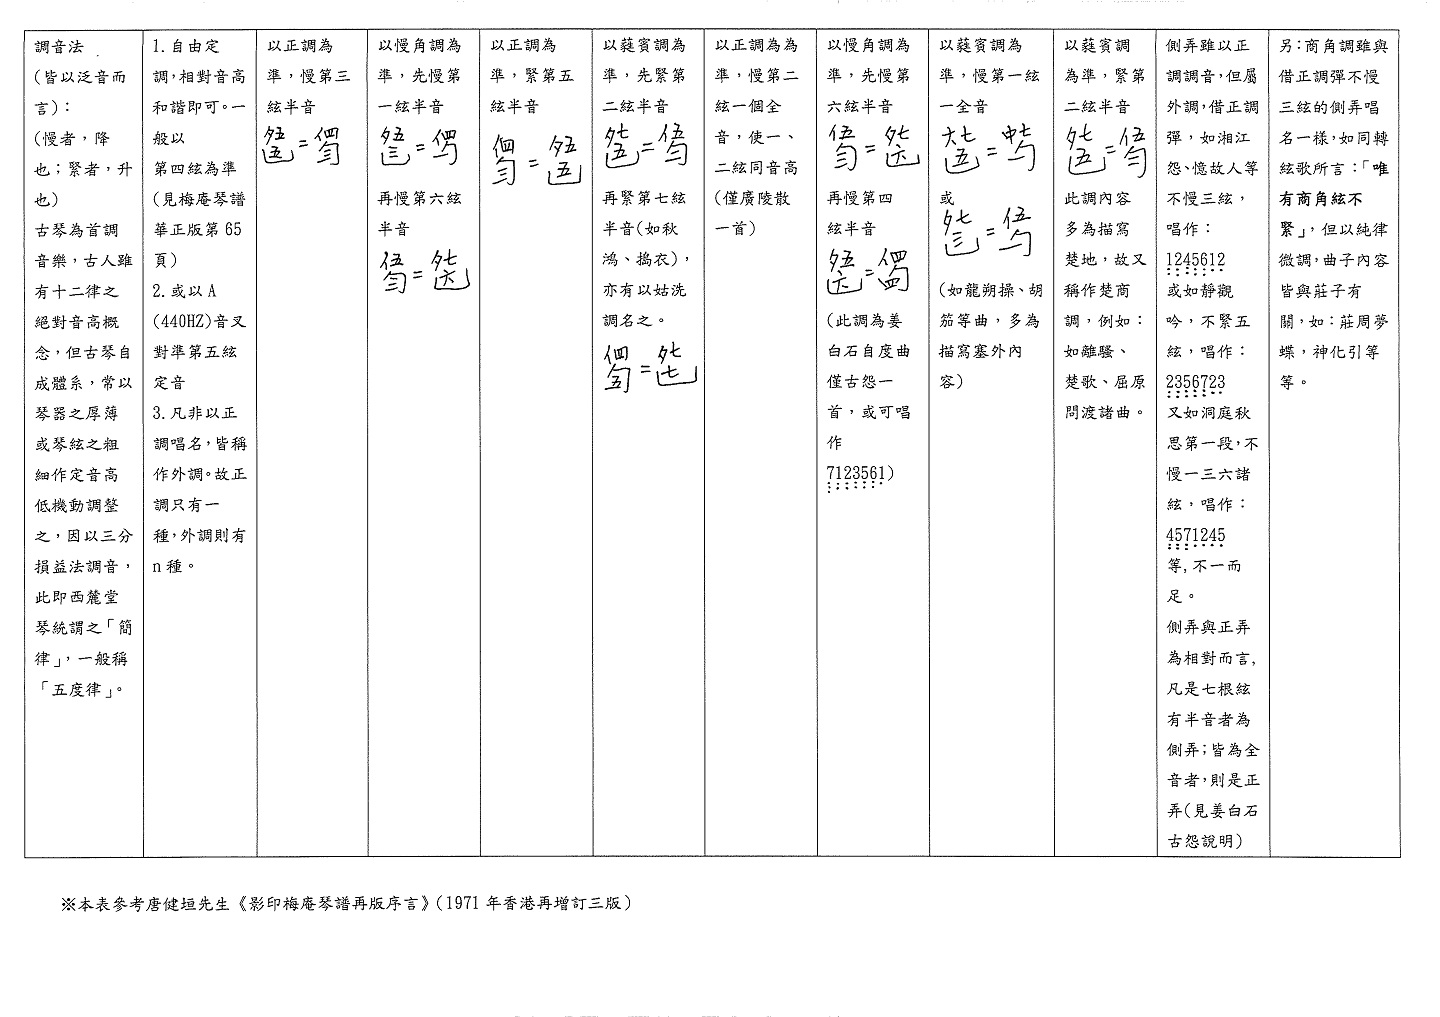 調音法
(皆以泛音而
言)：
(慢者，降
也；緊者，升
也)
古琴為首調
音樂，古人雖
有十二律之
絕對音高概
念，但古琴自
成體系，常以
琴器之厚薄
或琴絃之粗
細作定音高
低機動調整
之，因以三分
損益法調音，
此即西麓堂
琴統謂之「簡
律」，一般稱
「五度律」。
1.自由定
調，相對音高
和諧即可。一
般以
第四絃為準
(見梅庵琴譜
華正版第 65
頁)
2.或以 A
(440HZ)音叉
對準第五絃
定音
3.凡非以正
調唱名，皆稱
作外調。故正
調只有一
種，外調則有
n 種。
以正調為
準，慢第三
絃半音
以慢角調為
準，先慢第
一絃半音
再慢第六絃
半音
以正調為
準，緊第五
絃半音
以蕤賓調為
準，先緊第
二絃半音
再緊第七絃
半音(如秋
鴻、搗衣)，
亦有以姑洗
調名之。
以正調為為
準，慢第二
絃一個全
音，使一、
二絃同音高
(僅廣陵散
一首)
以慢角調為
準，先慢第
六絃半音
再慢第四
絃半音
(此調為姜
白石自度曲
僅古怨一
首，或可唱
作
7123561)
以蕤賓調為
準，慢第一絃
一全音
或
(如龍朔操、胡
笳等曲，多為
描寫塞外內
容)
以蕤賓調
為準，緊第
二絃半音
此調內容
多為描寫
楚地，故又
稱作楚商
調，例如：
如離騷、
楚歌、屈原
問渡諸曲。
側弄雖以正
調調音，但屬
外調，借正調
彈，如湘江
怨、憶故人等
不慢三絃，
唱作：
1245612
或如靜觀
吟，不緊五
絃，唱作：
2356723
又如洞庭秋
思第一段，不
慢一三六諸
絃，唱作：
4571245
等,不一而
足。
側弄與正弄
為相對而言,
凡是七根絃
有半音者為
側弄；皆為全
音者，則是正
弄(見姜白石
古怨說明)
另：商角調雖與
借正調彈不慢
三絃的側弄唱
名一樣，如同轉
絃歌所言：「唯
有商角絃不
緊」，但以純律
微調，曲子內容
皆與莊子有
關，如：莊周夢
蝶，神化引等
等。
※本表參考唐健垣先生《影印梅庵琴譜再版序言》(1971 年香港再增訂三版)